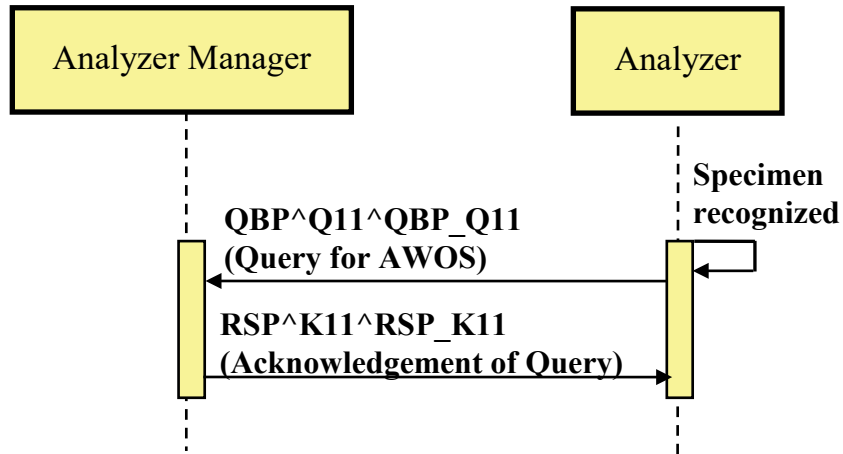 Analyzer Manager
Analyzer
Specimen
recognized
QBP^Q11^QBP_Q11
(Query for AWOS)
RSP^K11^RSP_K11
(Acknowledgement of Query)